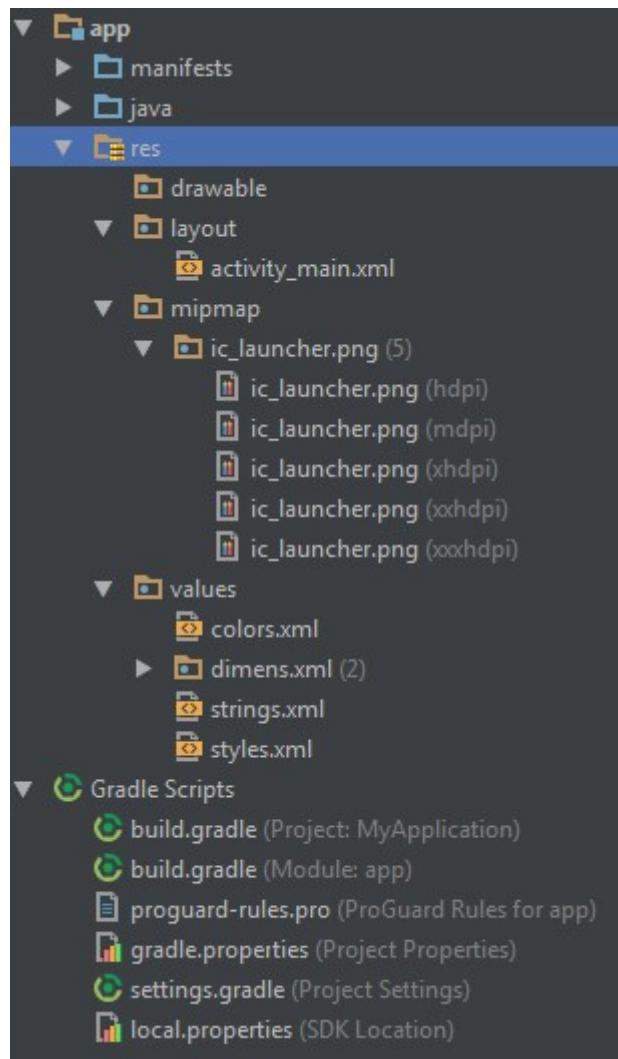 app
manifests
java
res
drawable
layout
activity_main.xml
mipmap
ic_launcher.png (5)
ic_launcher.png (hdpi)
ic_launcher.png (mdpi)
ic_launcher.png (xhdpi)
ic_launcher.png (xxhdpi)
ic_launcher.png (xxxhdpi)
values
colors.xml
dimens.xml (2)
strings.xml
styles.xml
Gradle Scripts
build.gradle (Project: MyApplication)
build.gradle (Module: app)
proguard-rules.pro (ProGuard Rules for app)
gradle.properties (Project Properties)
settings.gradle (Project Settings)
local.properties (SDK Location)